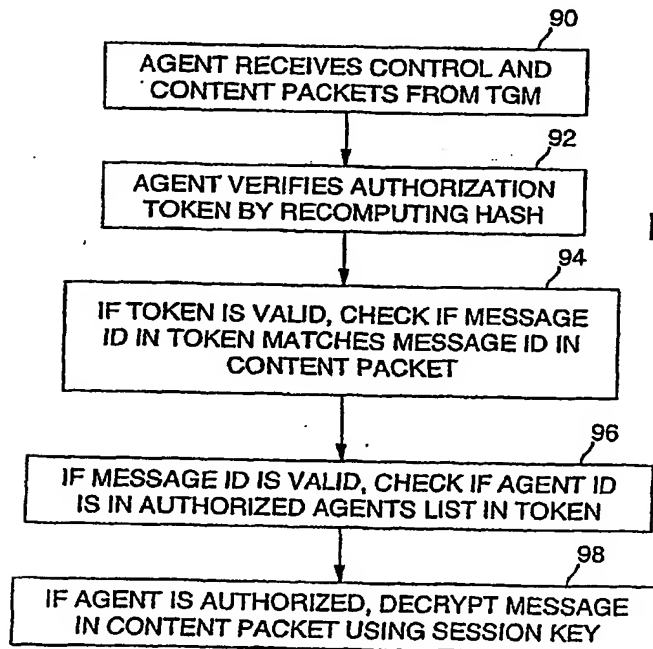 90
AGENT RECEIVES CONTROL AND
CONTENT PACKETS FROM TGM
92
AGENT VERIFIES AUTHORIZATION
TOKEN BY RECOMPUTING HASH
94
IF TOKEN IS VALID, CHECK IF MESSAGE
ID IN TOKEN MATCHES MESSAGE ID IN
CONTENT PACKET
96
IF MESSAGE ID IS VALID, CHECK IF AGENT ID
IS IN AUTHORIZED AGENTS LIST IN TOKEN
98
IF AGENT IS AUTHORIZED, DECRYPT MESSAGE
IN CONTENT PACKET USING SESSION KEY